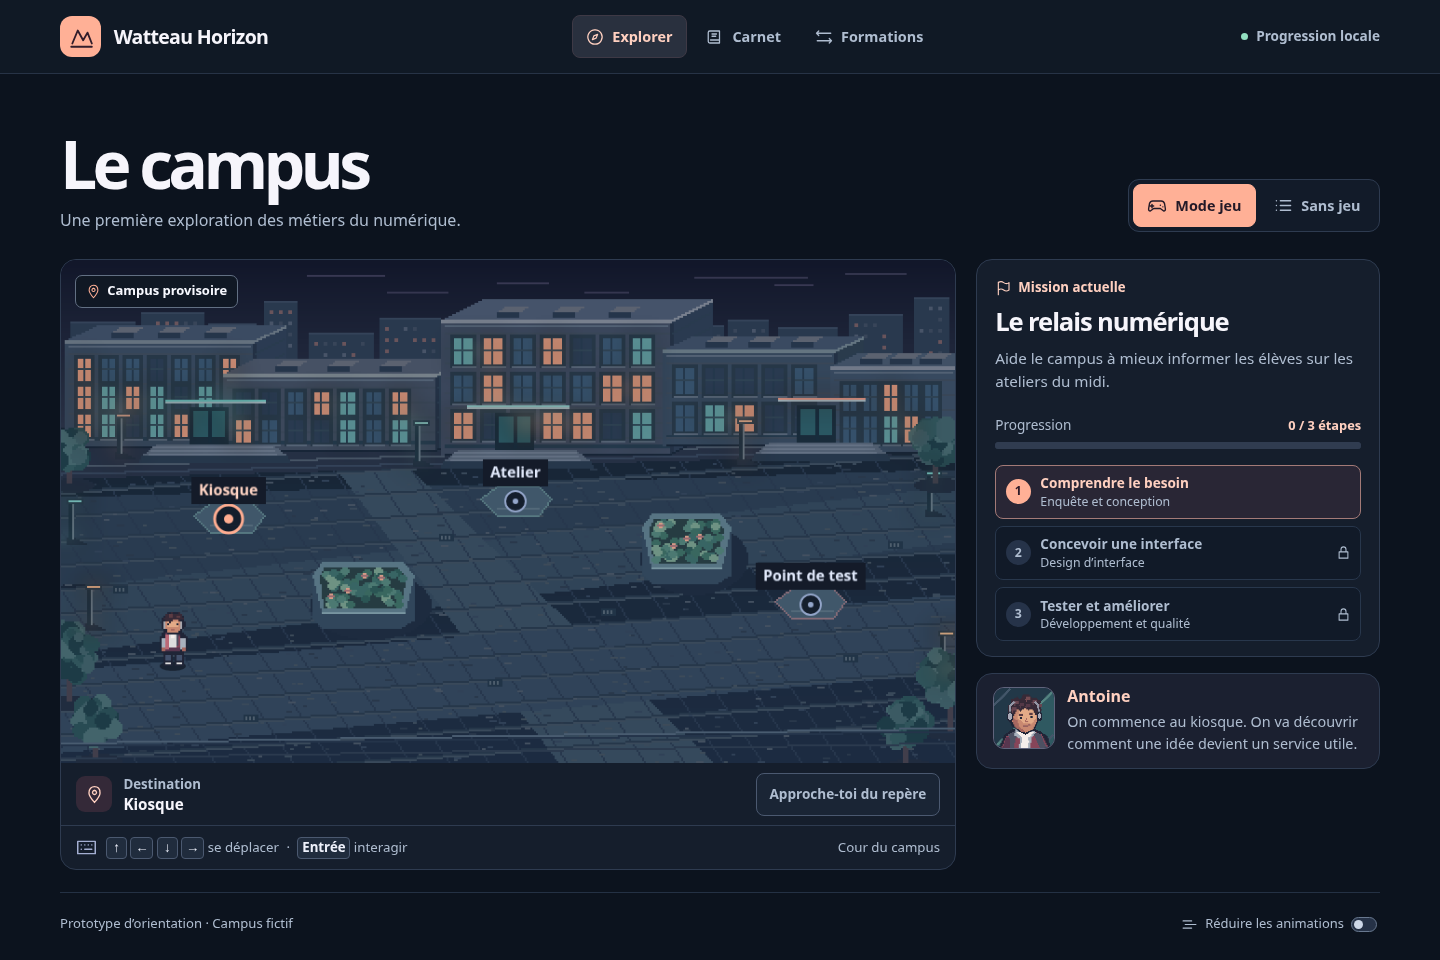 Watteau Horizon
Explorer
Carnet
Formations
Progression locale
Le campus
Une première exploration des métiers du numérique.
Mode jeu
Sans jeu
Campus provisoire
Kiosque
Atelier
Point de test
Destination
Kiosque
Approche-toi du repère
↑ ← ↓ → se déplacer · Entrée interagir
Cour du campus
Mission actuelle
Le relais numérique
Aide le campus à mieux informer les élèves sur les
ateliers du midi.
Progression
0 / 3 étapes
1
Comprendre le besoin
Enquête et conception
2
Concevoir une interface
Design d’interface
3
Tester et améliorer
Développement et qualité
Antoine
On commence au kiosque. On va découvrir
comment une idée devient un service utile.
Prototype d’orientation · Campus fictif
Réduire les animations